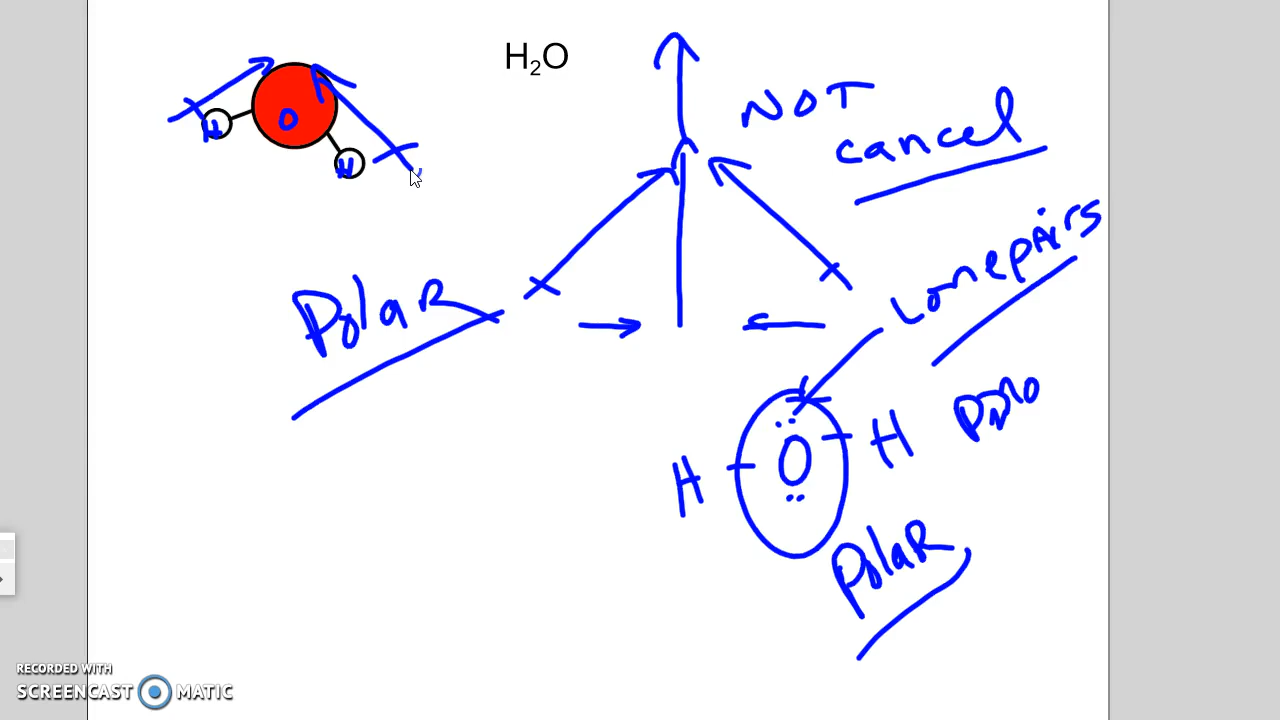 H₂O
NOT
cancel
H O
H
PolaR
Lonepairs
H O H
PolaR
RECORDED WITH
SCREENCAST MATIC